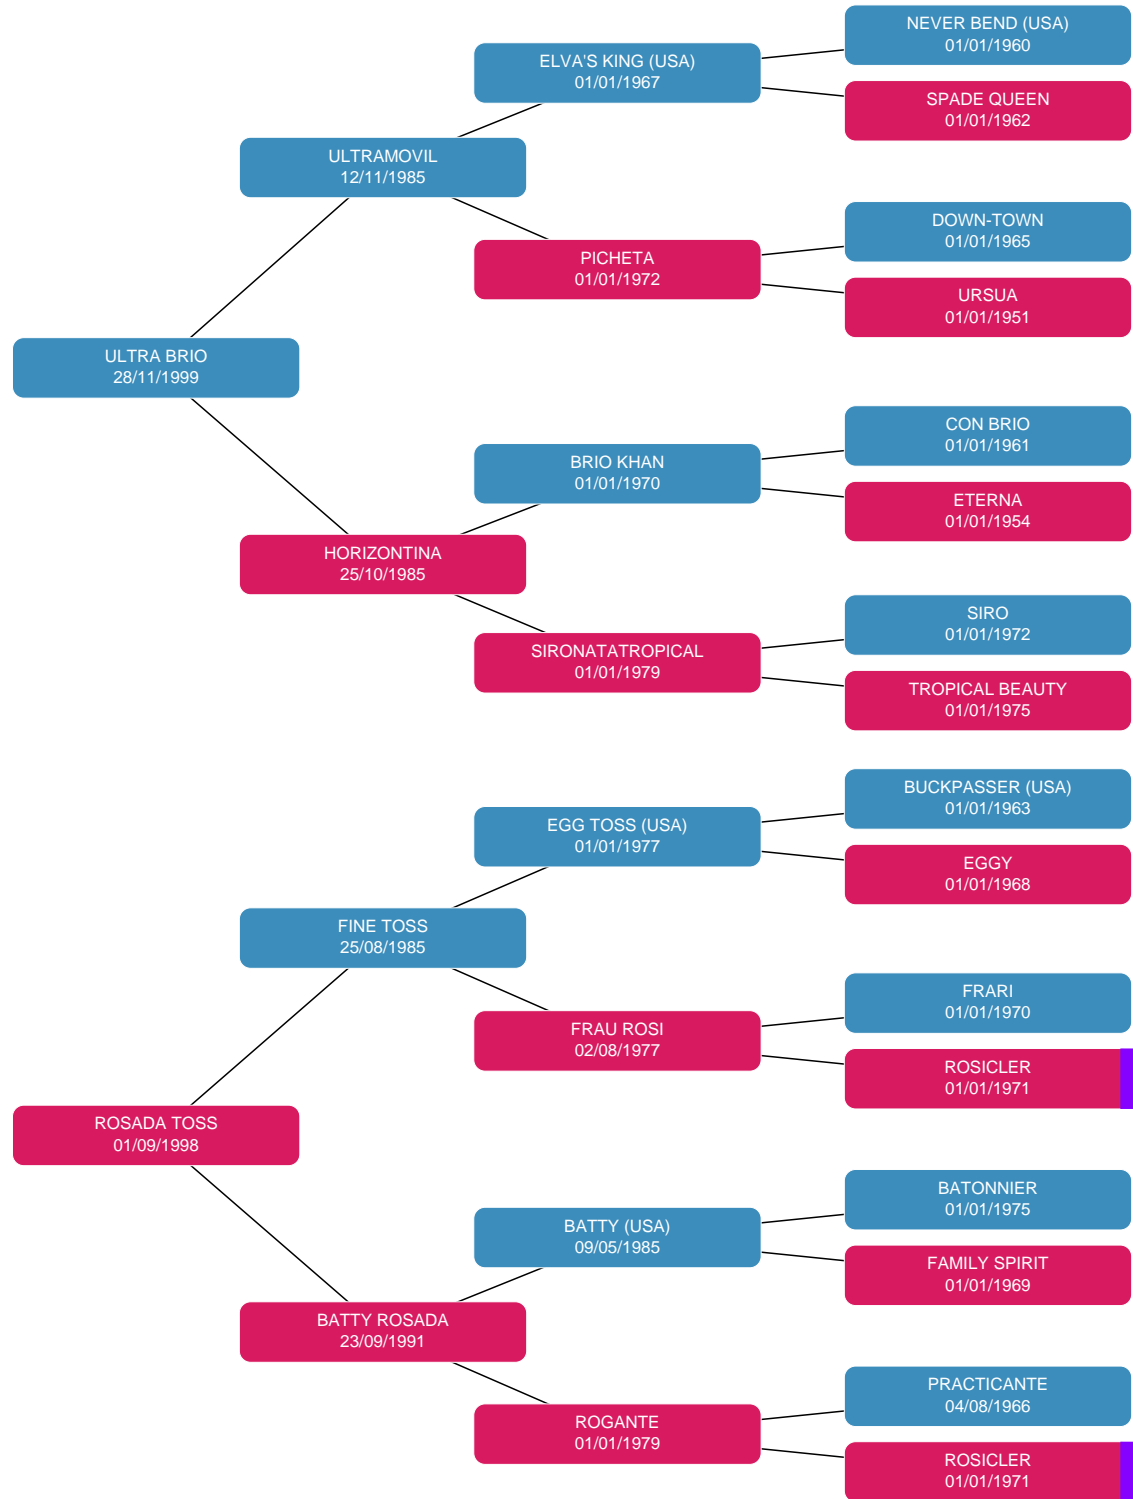 NEVER BEND (USA)
01/01/1960
ELVA'S KING (USA)
01/01/1967
SPADE QUEEN
01/01/1962
ULTRAMOVIL
12/11/1985
DOWN-TOWN
01/01/1965
PICHETA
01/01/1972
URSUA
01/01/1951
ULTRA BRIO
28/11/1999
CON BRIO
01/01/1961
BRIO KHAN
01/01/1970
ETERNA
01/01/1954
HORIZONTINA
25/10/1985
SIRO
01/01/1972
SIRONATATROPICAL
01/01/1979
TROPICAL BEAUTY
01/01/1975
BUCKPASSER (USA)
01/01/1963
EGG TOSS (USA)
01/01/1977
EGGY
01/01/1968
FINE TOSS
25/08/1985
FRARI
01/01/1970
FRAU ROSI
02/08/1977
ROSICLER
01/01/1971
ROSADA TOSS
01/09/1998
BATONNIER
01/01/1975
BATTY (USA)
09/05/1985
FAMILY SPIRIT
01/01/1969
BATTY ROSADA
23/09/1991
PRACTICANTE
04/08/1966
ROGANTE
01/01/1979
ROSICLER
01/01/1971